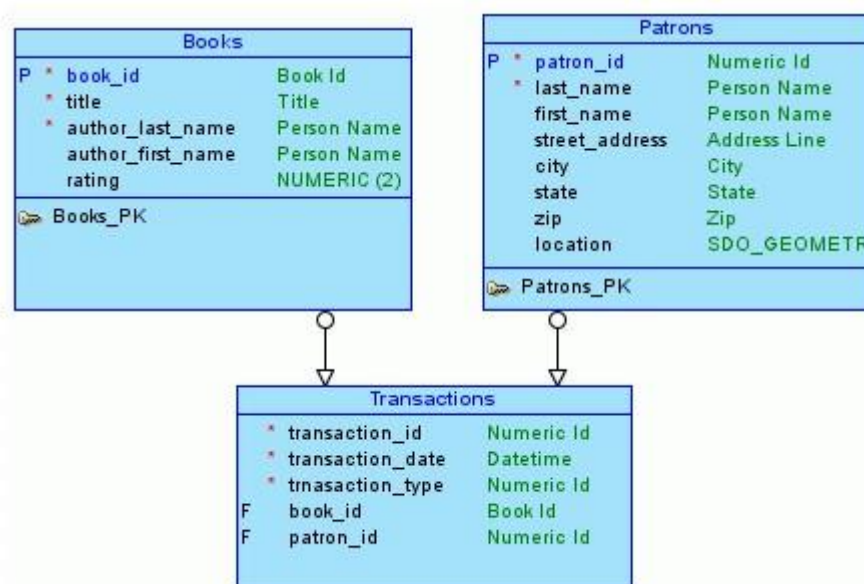 Books
P * book_id Book Id
* title Title
* author_last_name Person Name
author_first_name Person Name
rating NUMERIC (2)
Books_PK
Patrons
P * patron_id Numeric Id
* last_name Person Name
first_name Person Name
street_address Address Line
city City
state State
zip Zip
location SDO_GEOMETR
Patrons_PK
Transactions
* transaction_id Numeric Id
* transaction_date Datetime
* trnasaction_type Numeric Id
F book_id Book Id
F patron_id Numeric Id